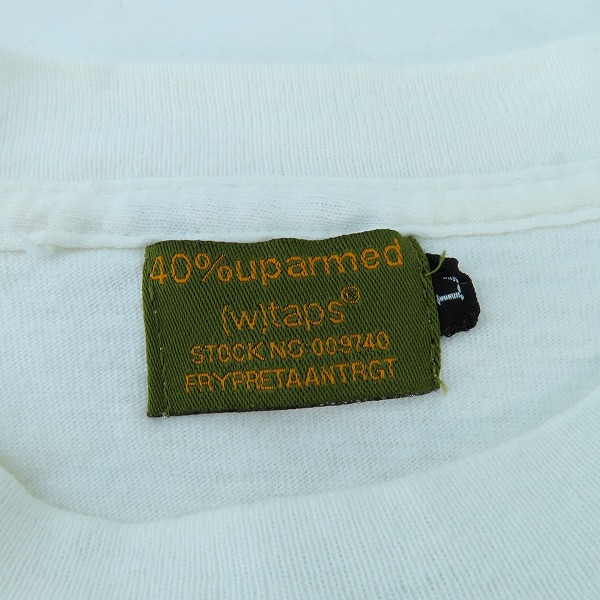 40%uparmed
(w)taps©
STOCK NO-009740
FRYPRETAANTRGT
L